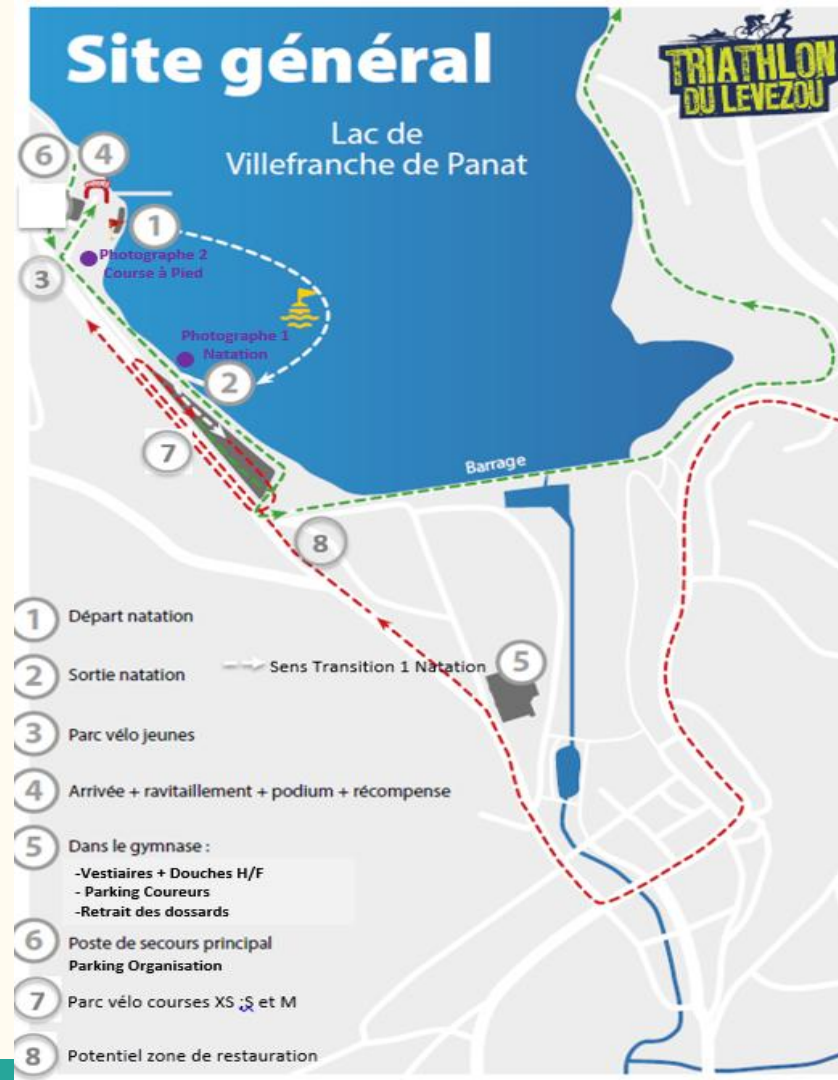 Site général
TRIATHLON
DU LEVEZOU
Lac de
Villefranche de Panat
6
4
1
Photographe 2
Course à Pied
3
Photographe 1
Natation
2
7
Barrage
8
5
1 Départ natation
2 Sortie natation
Sens Transition 1 Natation
3 Parc vélo jeunes
4 Arrivée + ravitaillement + podium + récompense
5 Dans le gymnase :
-Vestiaires + Douches H/F
- Parking Coureurs
-Retrait des dossards
6 Poste de secours principal
Parking Organisation
7 Parc vélo courses XS ;S et M
8 Potentiel zone de restauration